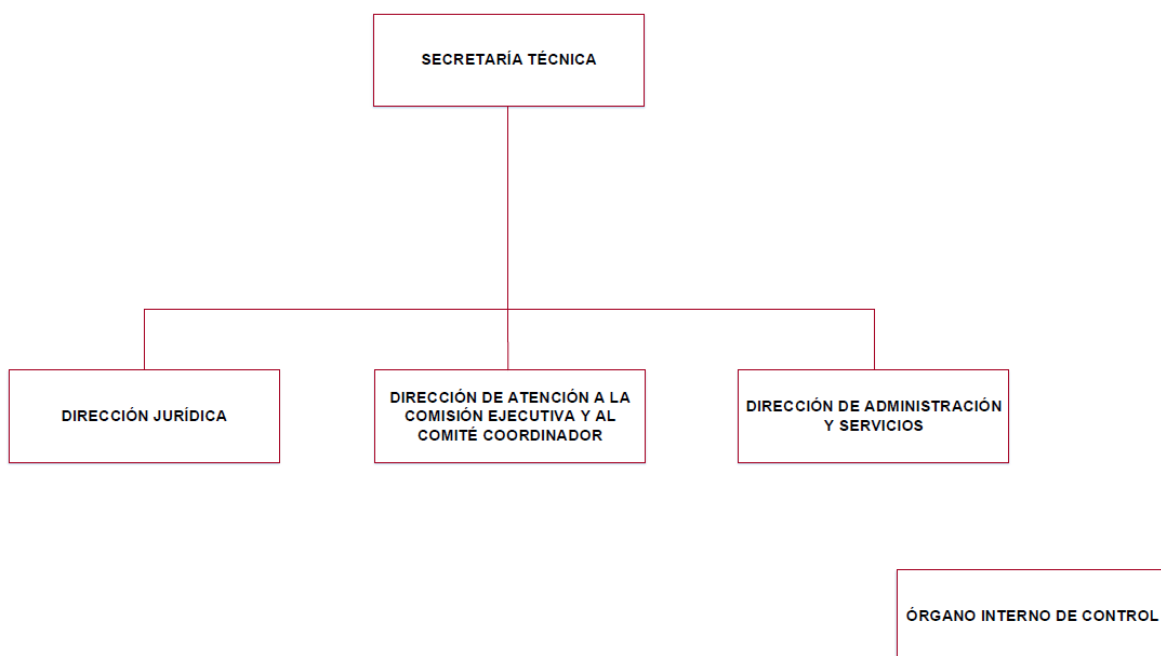 SECRETARÍA TÉCNICA
DIRECCIÓN JURÍDICA
DIRECCIÓN DE ATENCIÓN A LA
COMISIÓN EJECUTIVA Y AL
COMITÉ COORDINADOR
DIRECCIÓN DE ADMINISTRACIÓN
Y SERVICIOS
ÓRGANO INTERNO DE CONTROL